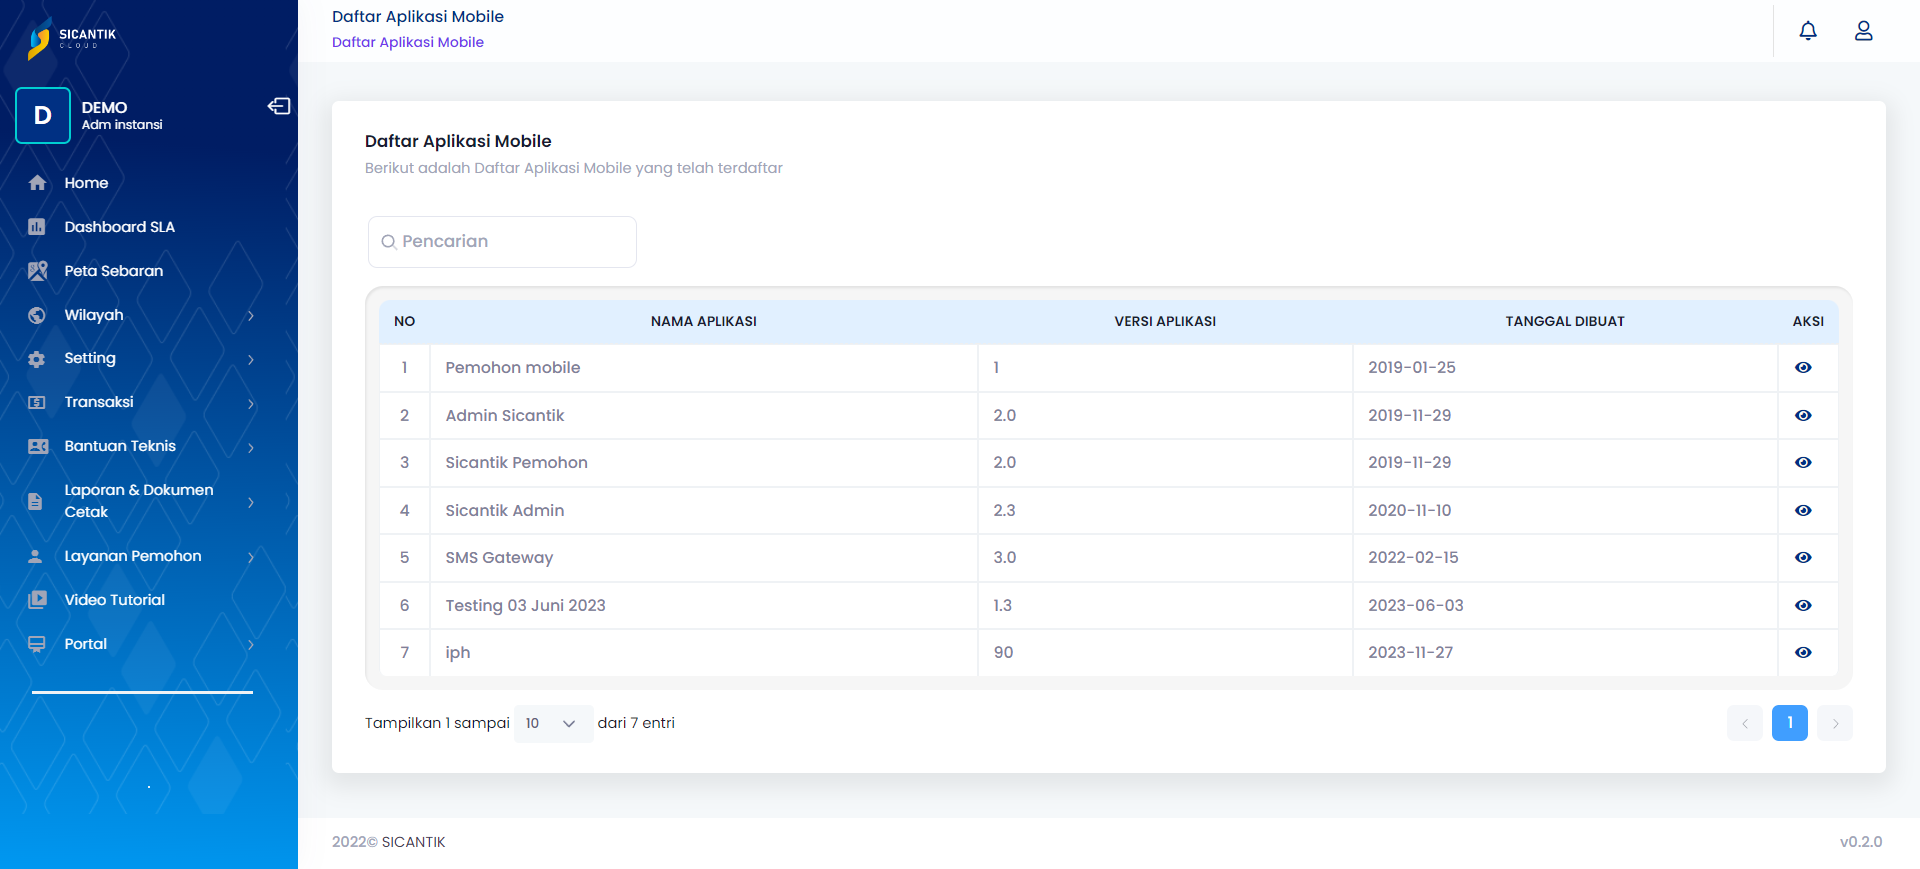 SICANTIK
CLOUD
D
DEMO
Adm instansi
Home
Dashboard SLA
Peta Sebaran
Wilayah
Setting
Transaksi
Bantuan Teknis
Laporan & Dokumen
Cetak
Layanan Pemohon
Video Tutorial
Portal
Daftar Aplikasi Mobile
Daftar Aplikasi Mobile
Daftar Aplikasi Mobile
Berikut adalah Daftar Aplikasi Mobile yang telah terdaftar
Pencarian
NO NAMA APLIKASI VERSI APLIKASI TANGGAL DIBUAT AKSI
1 Pemohon mobile 1 2019-01-25
2 Admin Sicantik 2.0 2019-11-29
3 Sicantik Pemohon 2.0 2019-11-29
4 Sicantik Admin 2.3 2020-11-10
5 SMS Gateway 3.0 2022-02-15
6 Testing 03 Juni 2023 1.3 2023-06-03
7 iph 90 2023-11-27
Tampilkan 1 sampai 10 dari 7 entri
1
2022© SICANTIK
v0.2.0